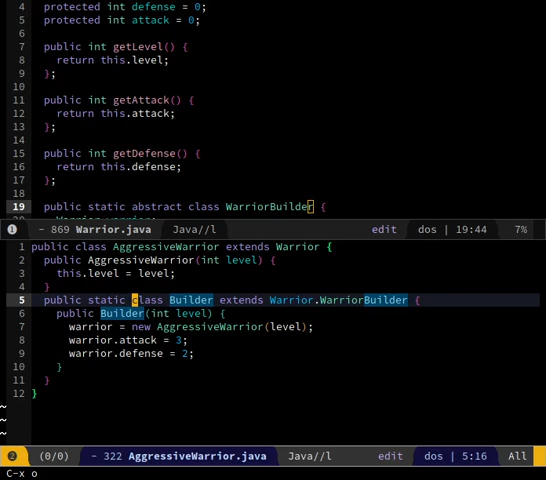 4 protected int defense = 0;
5 protected int attack = 0;
6
7 public int getLevel() {
8 return this.level;
9 };
10
11 public int getAttack() {
12 return this.attack;
13 };
14
15 public int getDefense() {
16 return this.defense;
17 };
18
19 public static abstract class WarriorBuilder {
1 - 869 Warrior.java Java//l edit dos | 19:44 7%
1 public class AggressiveWarrior extends Warrior {
2 public AggressiveWarrior(int level) {
3 this.level = level;
4 }
5 public static class Builder extends Warrior.WarriorBuilder {
6 public Builder(int level) {
7 warrior = new AggressiveWarrior(level);
8 warrior.attack = 3;
9 warrior.defense = 2;
10 }
11 }
12 }
~
~
~
2 (0/0) - 322 AggressiveWarrior.java Java//l edit dos | 5:16 All
C-x o